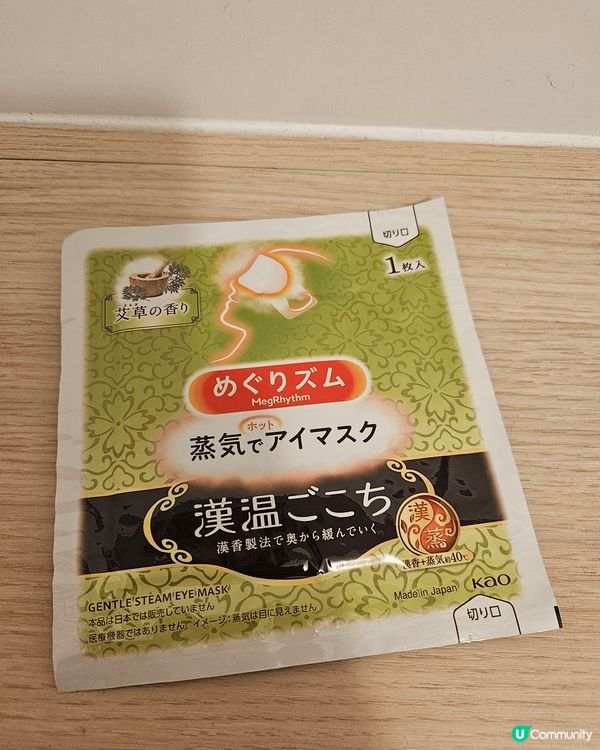 切り口
1枚入
艾草の香り
めぐりズム
MegRhythm
ホット
蒸気でアイマスク
漢温ごこち
漢香製法で奥から緩んでいく
漢蒸
漢香+蒸気約40℃
GENTLE STEAM EYE MASK
本品は日本では販売していません
医療機器ではありません。イメージ:蒸気は目に見えません
Made in Japan
Kao
切り口
U Community